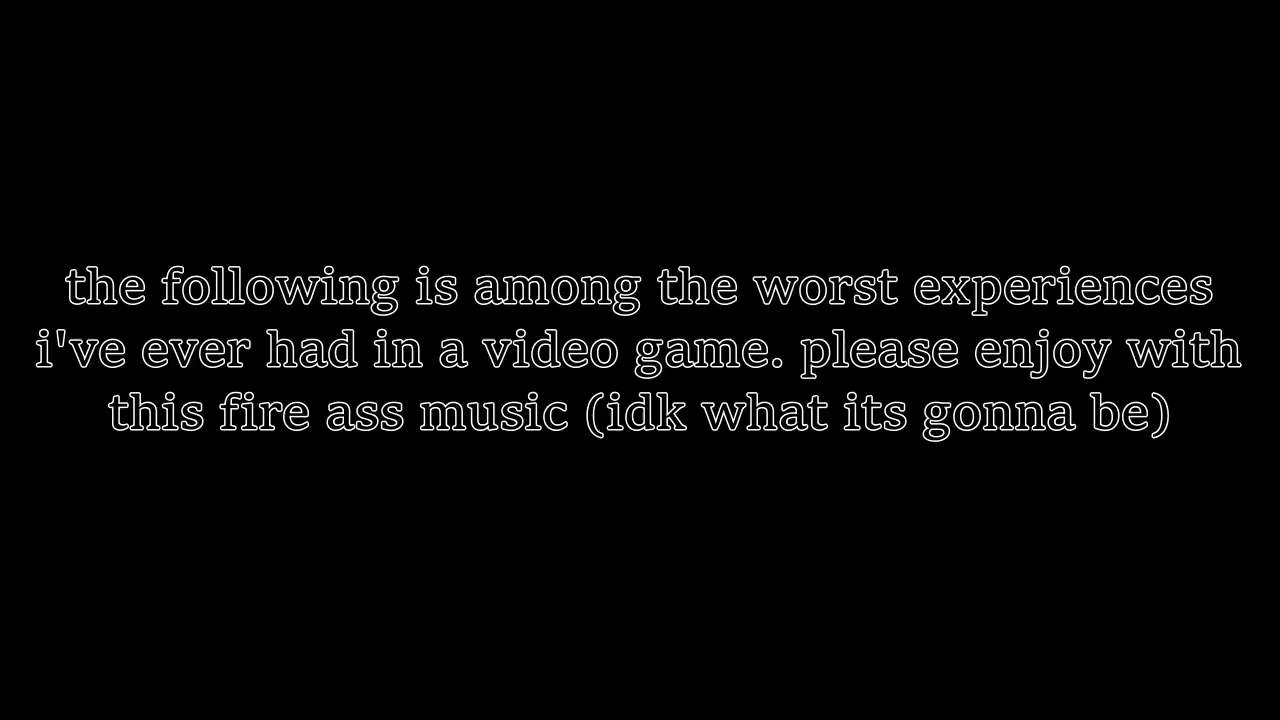 the following is among the worst experiences
i've ever had in a video game. please enjoy with
this fire ass music (idk what its gonna be)